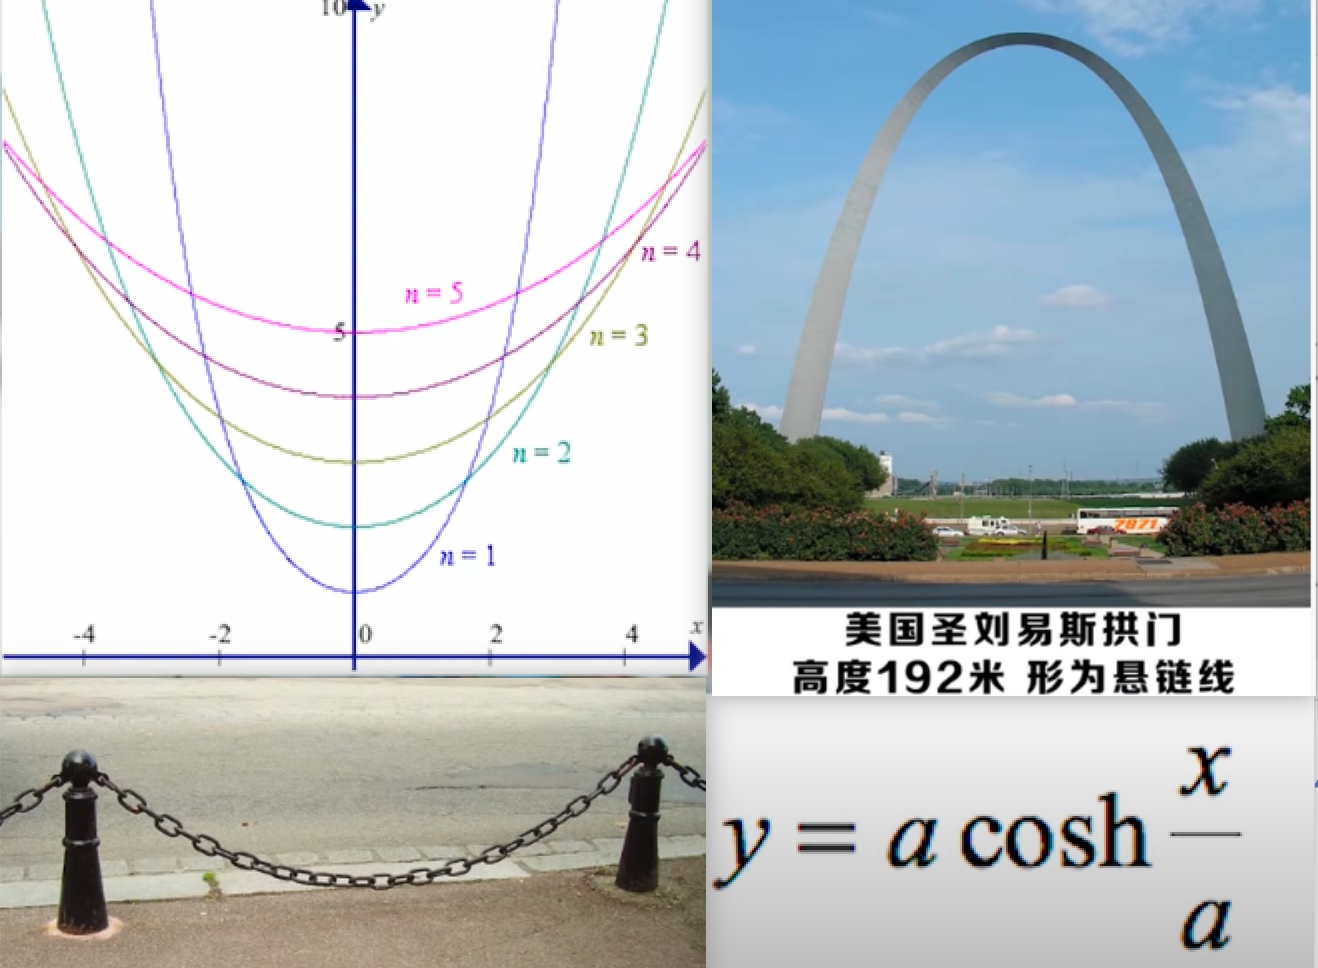 10
y
n = 4
n = 5
5
n = 3
n = 2
n = 1
-4
-2
0
2
4
x
7971
美国圣刘易斯拱门
高度192米 形为悬链线
y = a cosh x/a